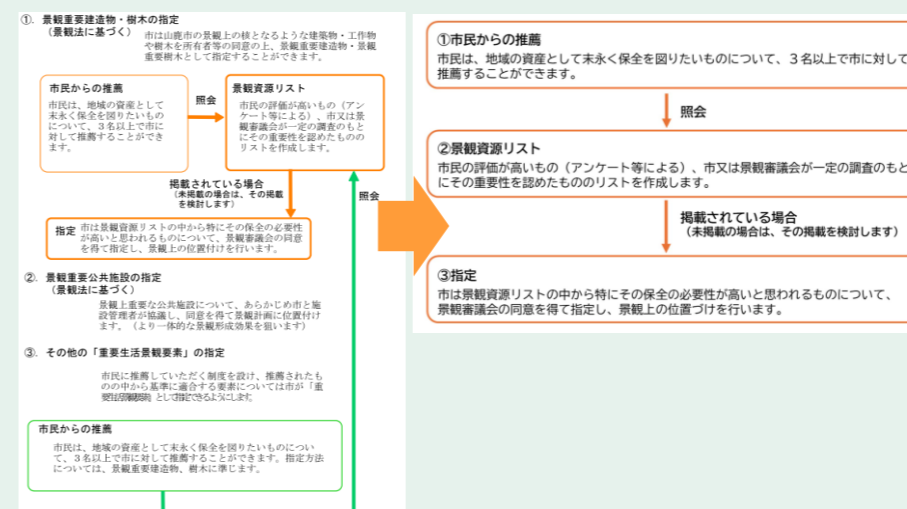 ①. 景観重要建造物・樹木の指定
（景観法に基づく）
市は山鹿市の景観上の核となるような建築物・工作物
や樹木を所有者等の同意の上、景観重要建造物・景観
重要樹木として指定することができます。
市民からの推薦
市民は、地域の資産として
末永く保全を図りたいもの
について、３名以上で市に
対して推薦することができ
ます。
照会
景観資源リスト
市民の評価が高いもの（アン
ケート等による）、市又は景
観審議会が一定の調査のもと
にその重要性を認めたものの
リストを作成します。
掲載されている場合
（未掲載の場合は、その掲載
を検討します）
照会
指定 市は景観資源リストの中から特にその保全の必要性
が高いと思われるものについて、景観審議会の同意
を得て指定し、景観上の位置付けを行います。
②. 景観重要公共施設の指定
（景観法に基づく）
景観上重要な公共施設について、あらかじめ市と施
設管理者が協議し、同意を得て景観計画に位置付け
ます。（より一体的な景観形成効果を狙います）
③. その他の「重要生活景観要素」の指定
市民に推薦していただく制度を設け、推薦されたも
のの中から基準に適合する要素については市が「重
要生活景観要素」として指定できるようにします。
市民からの推薦
市民は、地域の資産として末永く保全を図りたいものについ
て、３名以上で市に対して推薦することができます。指定方法
については、景観重要建造物、樹木に準じます。
①市民からの推薦
市民は、地域の資産として末永く保全を図りたいものについて、３名以上で市に対して
推薦することができます。
照会
②景観資源リスト
市民の評価が高いもの（アンケート等による）、市又は景観審議会が一定の調査のもと
にその重要性を認めたもののリストを作成します。
掲載されている場合
（未掲載の場合は、その掲載を検討します）
③指定
市は景観資源リストの中から特にその保全の必要性が高いと思われるものについて、
景観審議会の同意を得て指定し、景観上の位置づけを行います。